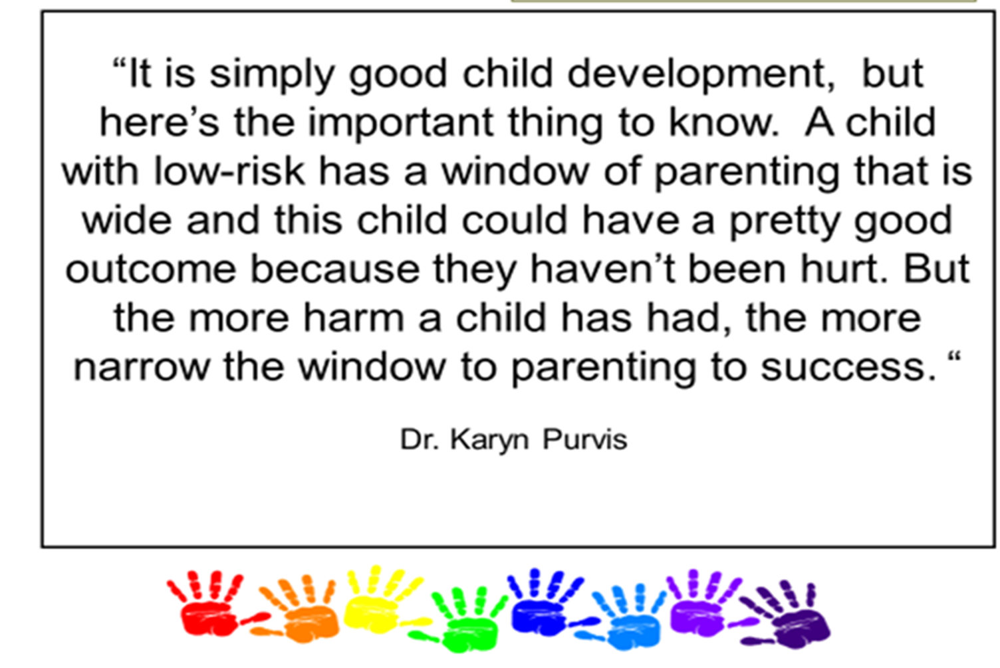 “It is simply good child development,  but
here’s the important thing to know.  A child
with low-risk has a window of parenting that is
wide and this child could have a pretty good
outcome because they haven’t been hurt. But
the more harm a child has had, the more
narrow the window to parenting to success. “
Dr. Karyn Purvis